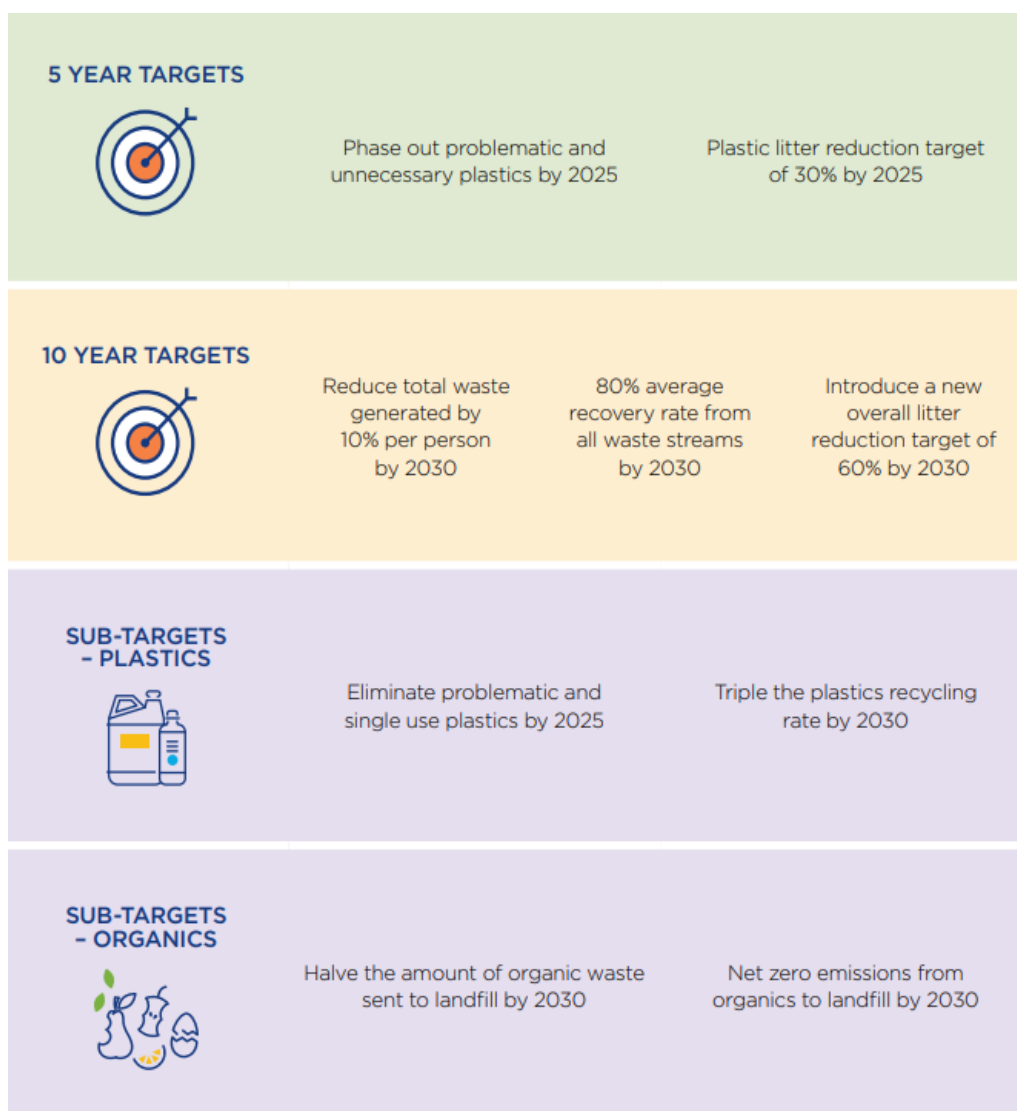 5 YEAR TARGETS
Phase out problematic and
unnecessary plastics by 2025
Plastic litter reduction target
of 30% by 2025
10 YEAR TARGETS
Reduce total waste
generated by
10% per person
by 2030
80% average
recovery rate from
all waste streams
by 2030
Introduce a new
overall litter
reduction target of
60% by 2030
SUB-TARGETS
– PLASTICS
Eliminate problematic and
single use plastics by 2025
Triple the plastics recycling
rate by 2030
SUB-TARGETS
– ORGANICS
Halve the amount of organic waste
sent to landfill by 2030
Net zero emissions from
organics to landfill by 2030